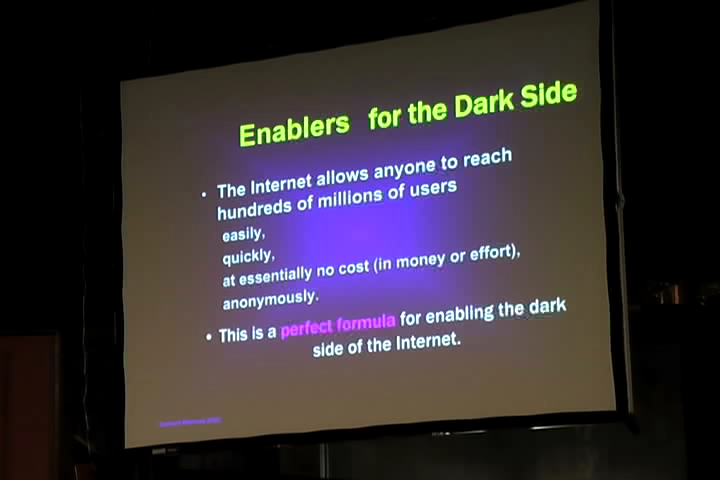 Enablers for the Dark Side
• The Internet allows anyone to reach
hundreds of millions of users
easily,
quickly,
at essentially no cost (in money or effort),
anonymously.
• This is a perfect formula for enabling the dark
side of the Internet.